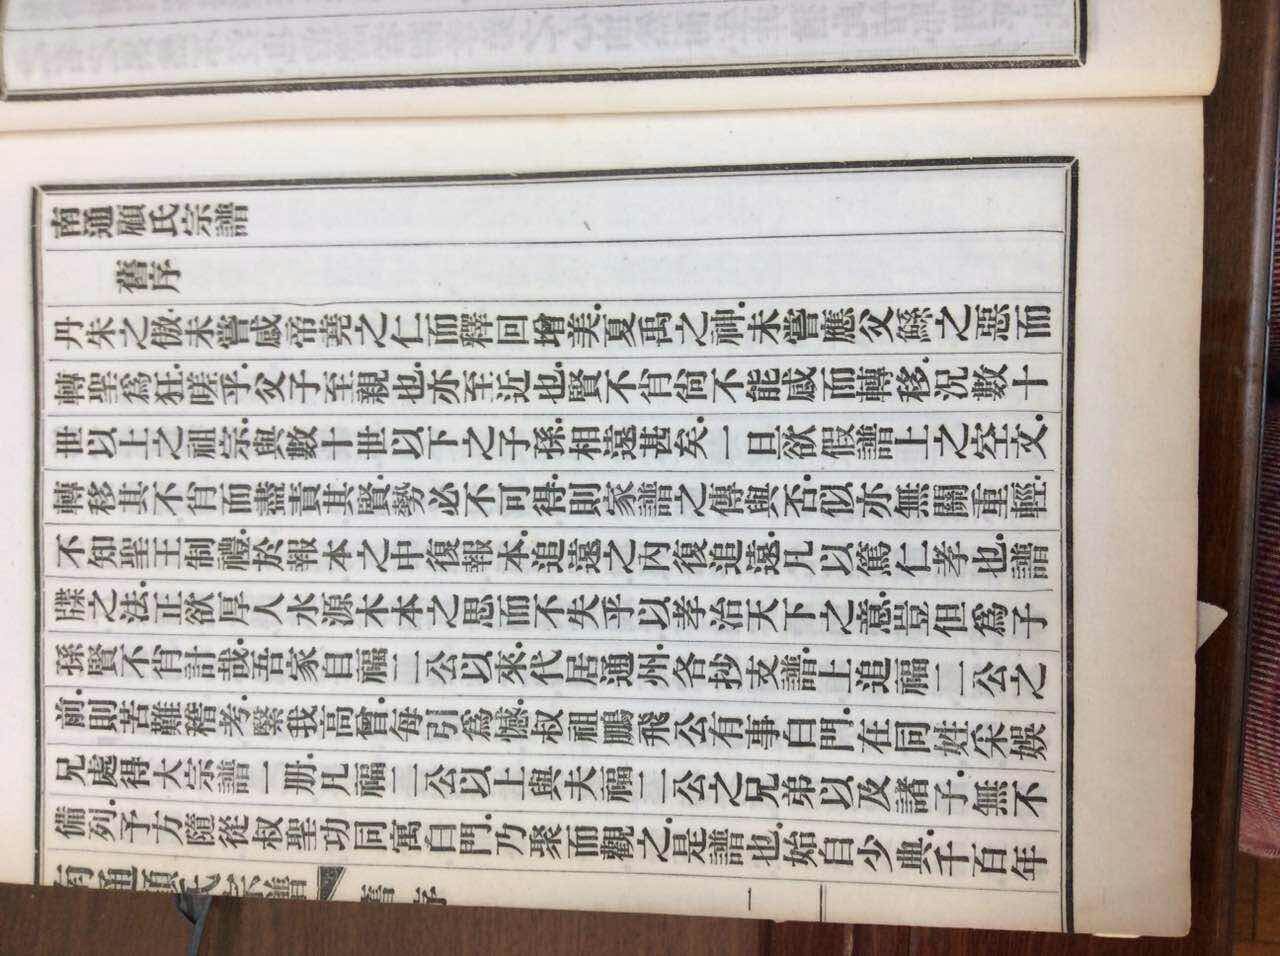 南通顧氏宗譜
舊序
丹朱之傲.未嘗感帝堯之仁而釋回增美.夏禹之神.未嘗應父鯀之惡而
轉聖爲狂.嗟乎.父子至親也.亦至近也.賢不肖尙不能感而轉移.況數十
世以上之祖宗.與數十世以下之子孫.相遠甚矣.一旦欲假譜上之空文.
轉移其不肖而盡責其賢.勢必不可得.則家譜之傳與否.似亦無關重輕.
不知聖王制禮.於報本之中復報本.追遠之內復追遠.凡以篤仁孝也.譜
牒之法.正欲厚人水源木本之思而不失乎以孝治天下之意.豈但爲子
孫賢不肖計哉.吾家自福二公以來.代居通州.各抄支譜.上追福二公之
前.則苦難稽考.繄我高曾.每引爲憾.叔祖鵬飛公有事白門.在同姓采娛
兄處得大宗譜一册.凡福二公以上與夫福二公之兄弟以及諸子.無不
備列.予方隨從叔聖功同寓白門.乃聚而觀之.是譜也.始自少典.千百年
南通顧氏宗譜
舊序
一